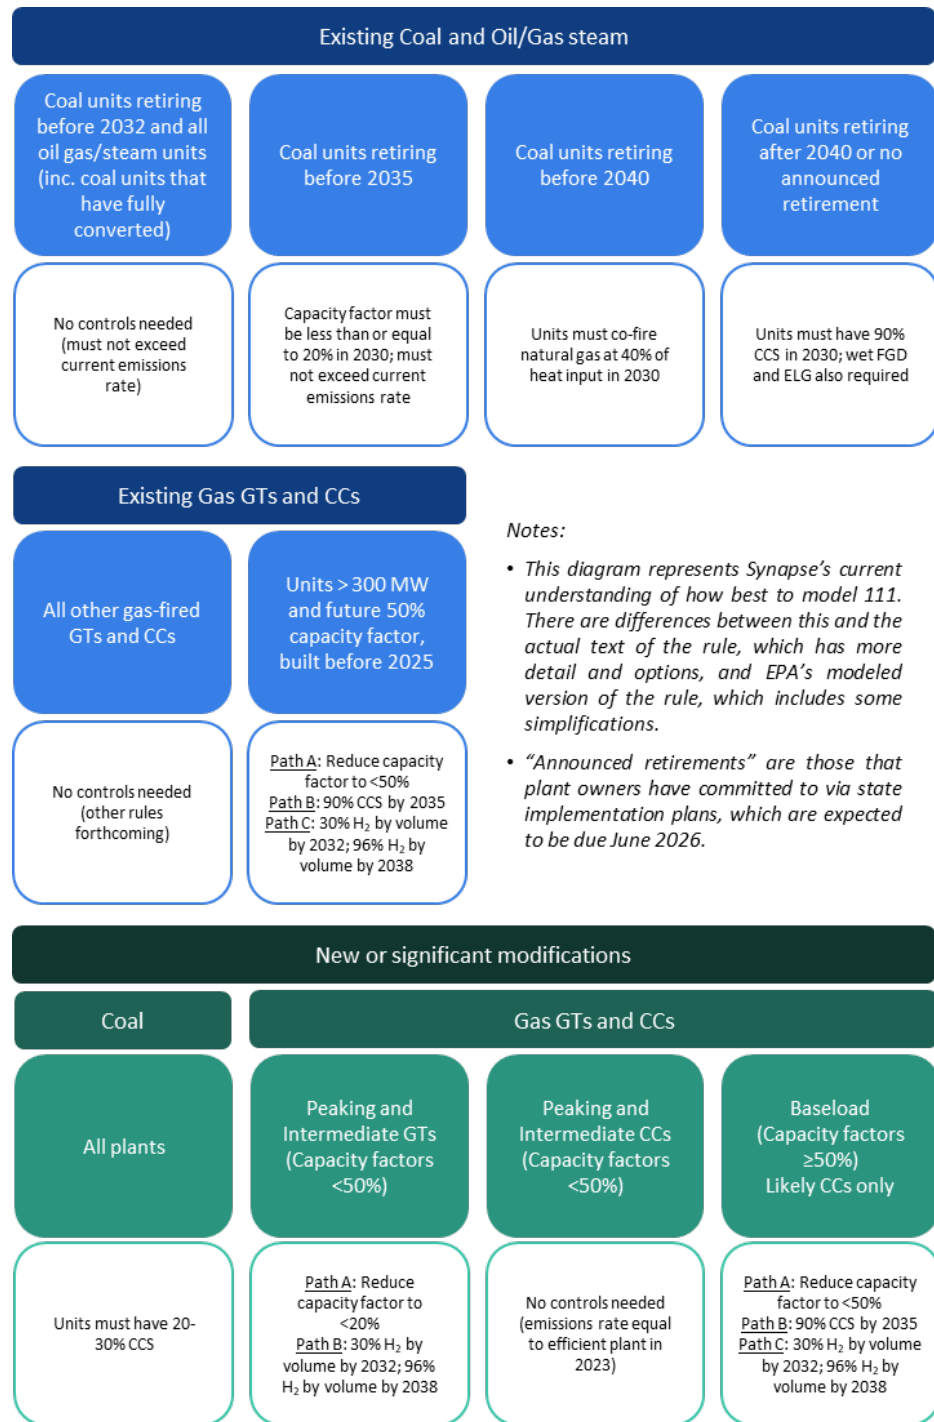 Existing Coal and Oil/Gas steam
Coal units retiring
before 2032 and all
oil gas/steam units
(inc. coal units that
have fully
converted)
Coal units retiring
before 2035
Coal units retiring
before 2040
Coal units retiring
after 2040 or no
announced
retirement
No controls needed
(must not exceed
current emissions
rate)
Capacity factor must
be less than or equal
to 20% in 2030; must
not exceed current
emissions rate
Units must co-fire
natural gas at 40% of
heat input in 2030
Units must have 90%
CCS in 2030; wet FGD
and ELG also required
Existing Gas GTs and CCs
All other gas-fired
GTs and CCs
Units > 300 MW
and future 50%
capacity factor,
built before 2025
No controls needed
(other rules
forthcoming)
Path A: Reduce capacity
factor to <50%
Path B: 90% CCS by 2035
Path C: 30% H₂ by volume
by 2032; 96% H₂ by
volume by 2038
Notes:
• This diagram represents Synapse's current
understanding of how best to model 111.
There are differences between this and the
actual text of the rule, which has more
detail and options, and EPA's modeled
version of the rule, which includes some
simplifications.
• "Announced retirements" are those that
plant owners have committed to via state
implementation plans, which are expected
to be due June 2026.
New or significant modifications
Coal
Gas GTs and CCs
All plants
Peaking and
Intermediate GTs
(Capacity factors
<50%)
Peaking and
Intermediate CCs
(Capacity factors
<50%)
Baseload
(Capacity factors
≥50%)
Likely CCs only
Units must have 20-
30% CCS
Path A: Reduce
capacity factor to
<20%
Path B: 30% H₂ by
volume by 2032; 96%
H₂ by volume by 2038
No controls needed
(emissions rate equal
to efficient plant in
2023)
Path A: Reduce capacity
factor to <50%
Path B: 90% CCS by 2035
Path C: 30% H₂ by volume
by 2032; 96% H₂ by
volume by 2038